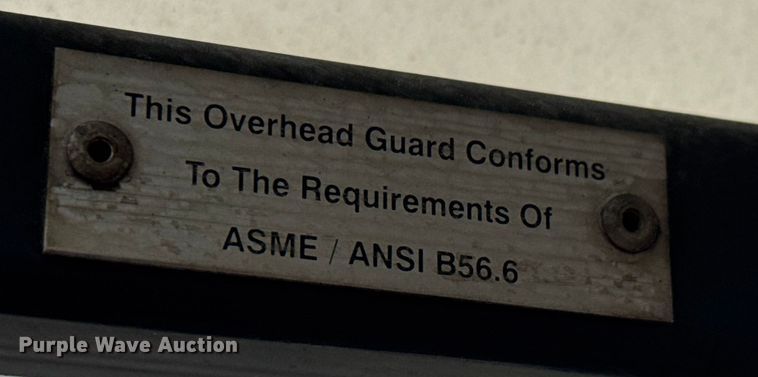 This Overhead Guard Conforms
To The Requirements Of
ASME / ANSI B56.6
Purple Wave Auction